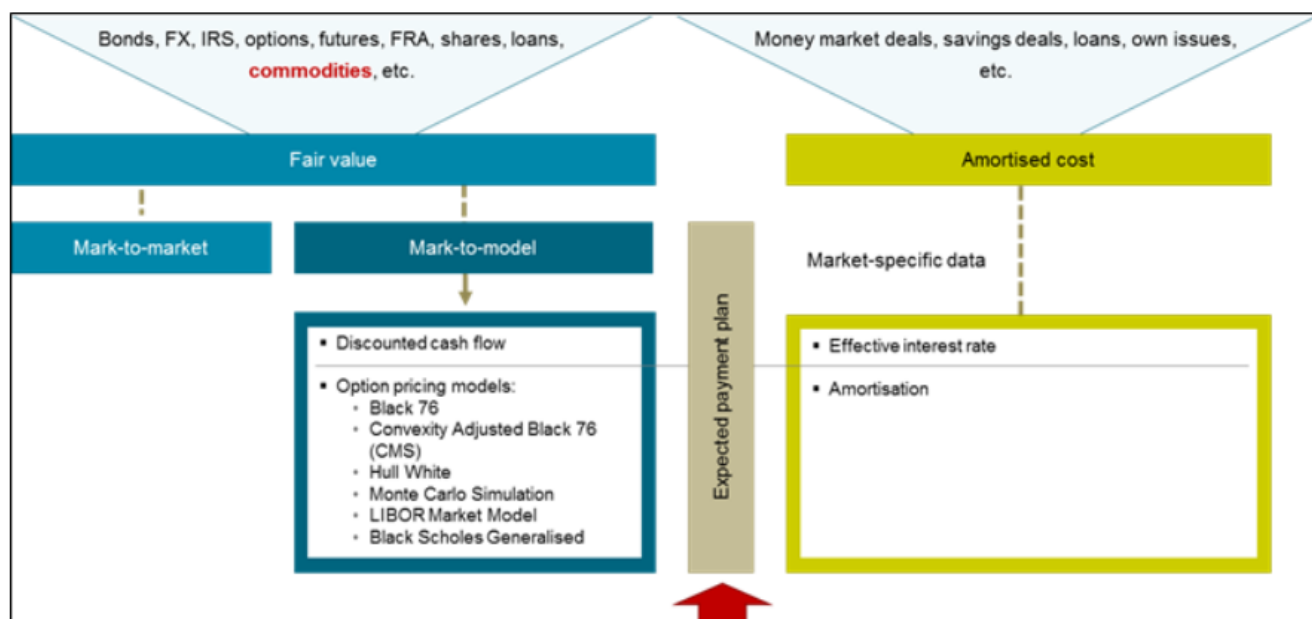 Bonds, FX, IRS, options, futures, FRA, shares, loans,
commodities, etc.
Money market deals, savings deals, loans, own issues,
etc.
Fair value
Amortised cost
Mark-to-market
Mark-to-model
Market-specific data
Expected payment plan
▪ Discounted cash flow
▪ Option pricing models:
• Black 76
• Convexity Adjusted Black 76
(CMS)
• Hull White
• Monte Carlo Simulation
• LIBOR Market Model
• Black Scholes Generalised
▪ Effective interest rate
▪ Amortisation